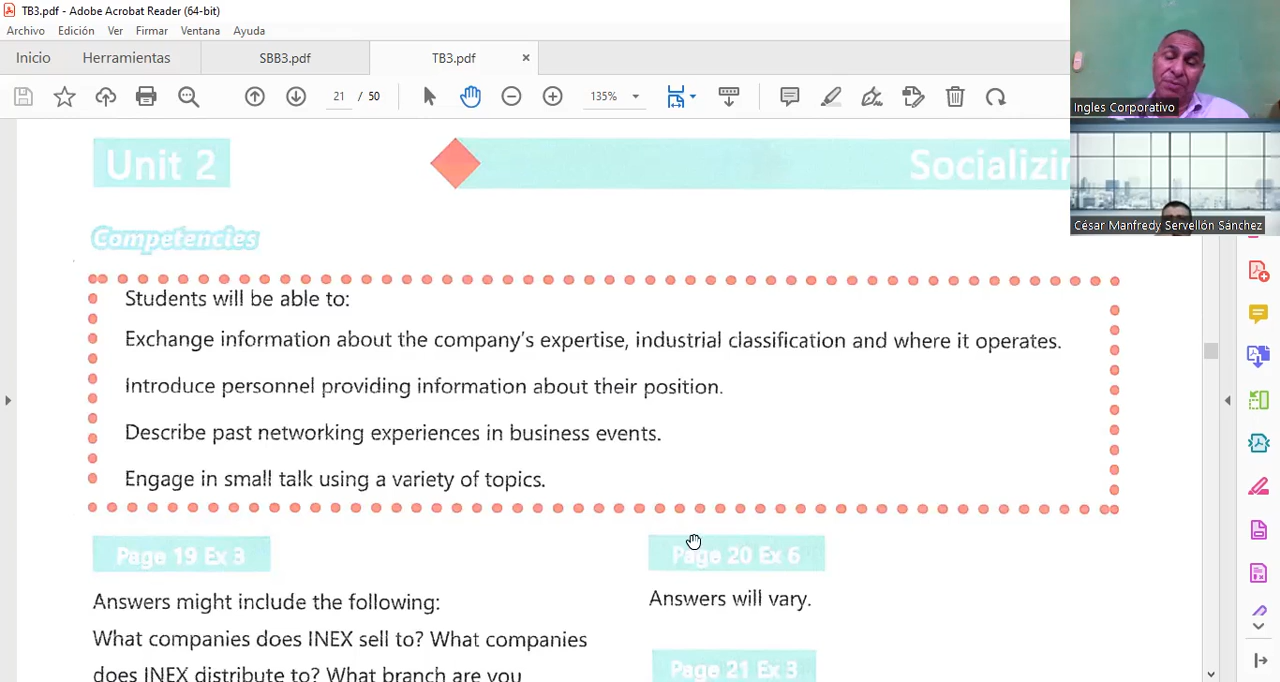 TB3.pdf - Adobe Acrobat Reader (64-bit)
Archivo Edición Ver Firmar Ventana Ayuda
Inicio Herramientas SBB3.pdf TB3.pdf ×
21 / 50 135%
Ingles Corporativo
César Manfredy Servellón Sánchez
Unit 2
Competencies
Students will be able to:
Exchange information about the company's expertise, industrial classification and where it operates.
Introduce personnel providing information about their position.
Describe past networking experiences in business events.
Engage in small talk using a variety of topics.
Page 19 Ex 3
Answers might include the following:
What companies does INEX sell to? What companies
does INEX distribute to? What branch are you
Page 20 Ex 6
Answers will vary.
Page 21 Ex 3